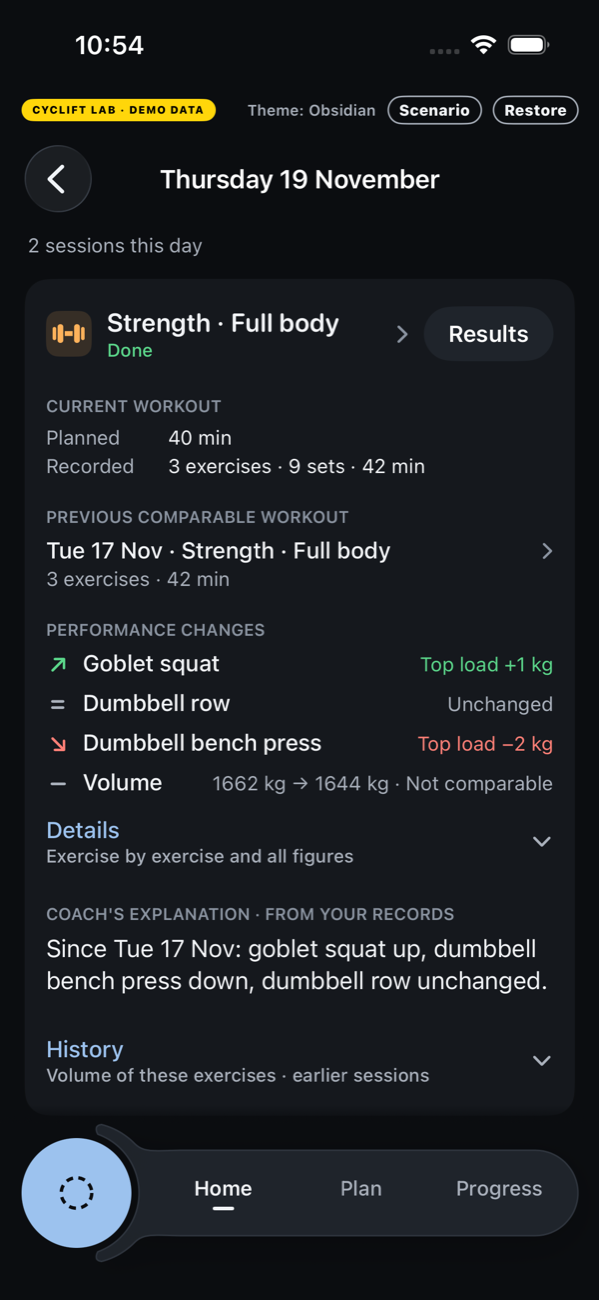 10:54
CYCLIFT LAB · DEMO DATA
Theme: Obsidian
Scenario
Restore
Thursday 19 November
2 sessions this day
Strength · Full body
Done
Results
CURRENT WORKOUT
Planned 40 min
Recorded 3 exercises · 9 sets · 42 min
PREVIOUS COMPARABLE WORKOUT
Tue 17 Nov · Strength · Full body
3 exercises · 42 min
PERFORMANCE CHANGES
Goblet squat Top load +1 kg
Dumbbell row Unchanged
Dumbbell bench press Top load −2 kg
Volume 1662 kg → 1644 kg · Not comparable
Details
Exercise by exercise and all figures
COACH'S EXPLANATION · FROM YOUR RECORDS
Since Tue 17 Nov: goblet squat up, dumbbell
bench press down, dumbbell row unchanged.
History
Volume of these exercises · earlier sessions
Home
Plan
Progress